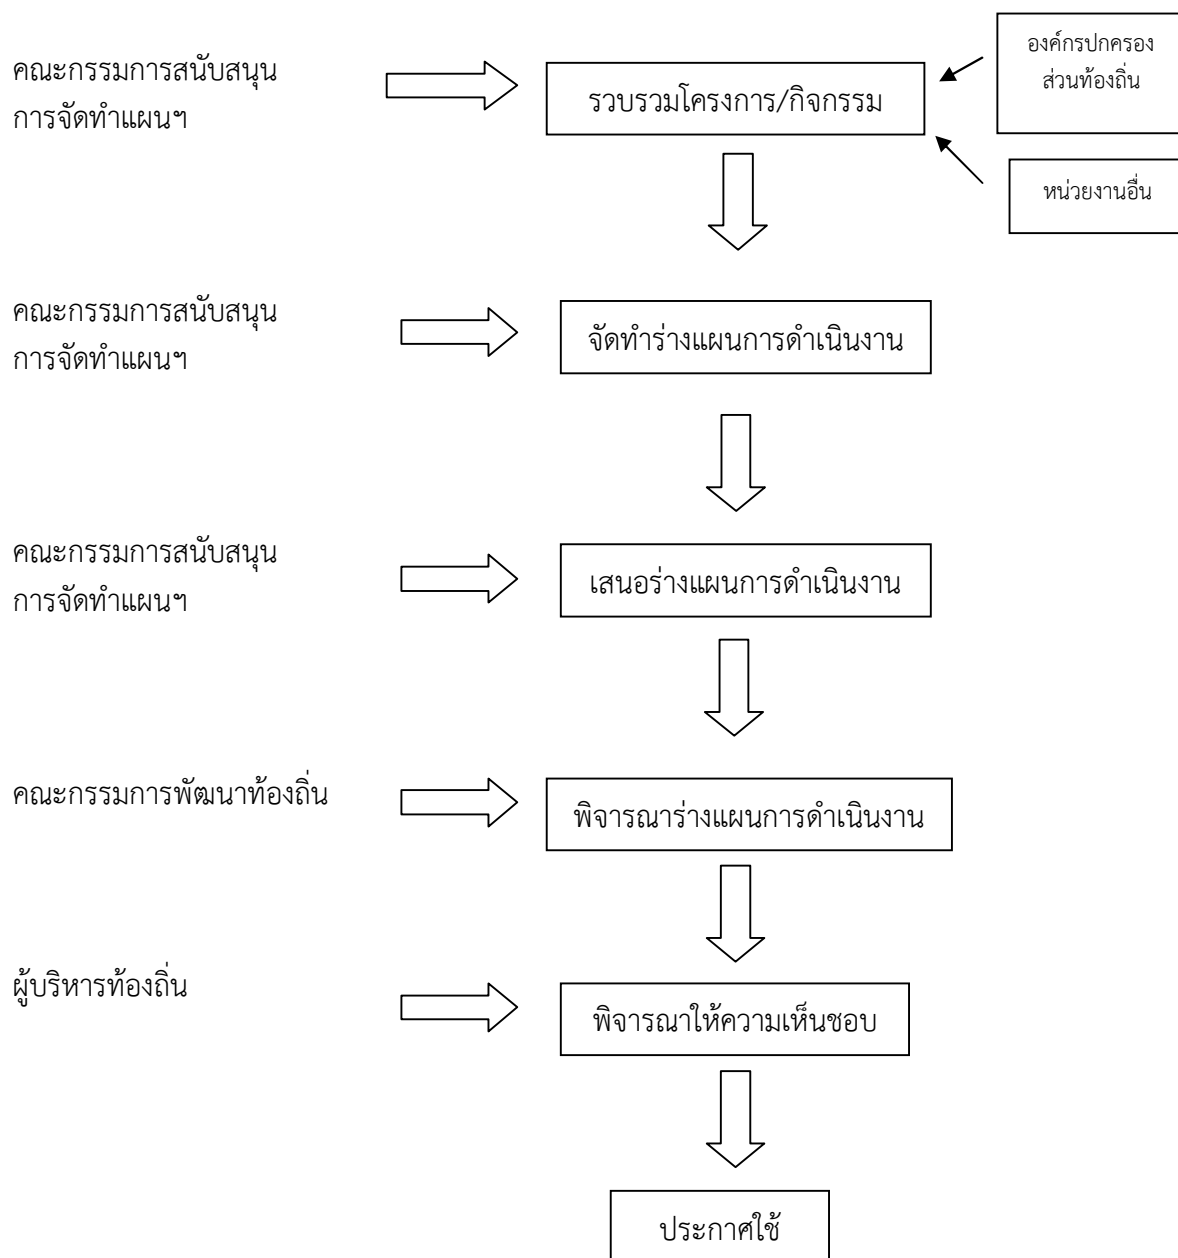 คณะกรรมการสนับสนุน
การจัดทำแผนฯ
รวบรวมโครงการ/กิจกรรม
องค์กรปกครอง
ส่วนท้องถิ่น
หน่วยงานอื่น
คณะกรรมการสนับสนุน
การจัดทำแผนฯ
จัดทำร่างแผนการดำเนินงาน
คณะกรรมการสนับสนุน
การจัดทำแผนฯ
เสนอร่างแผนการดำเนินงาน
คณะกรรมการพัฒนาท้องถิ่น
พิจารณาร่างแผนการดำเนินงาน
ผู้บริหารท้องถิ่น
พิจารณาให้ความเห็นชอบ
ประกาศใช้